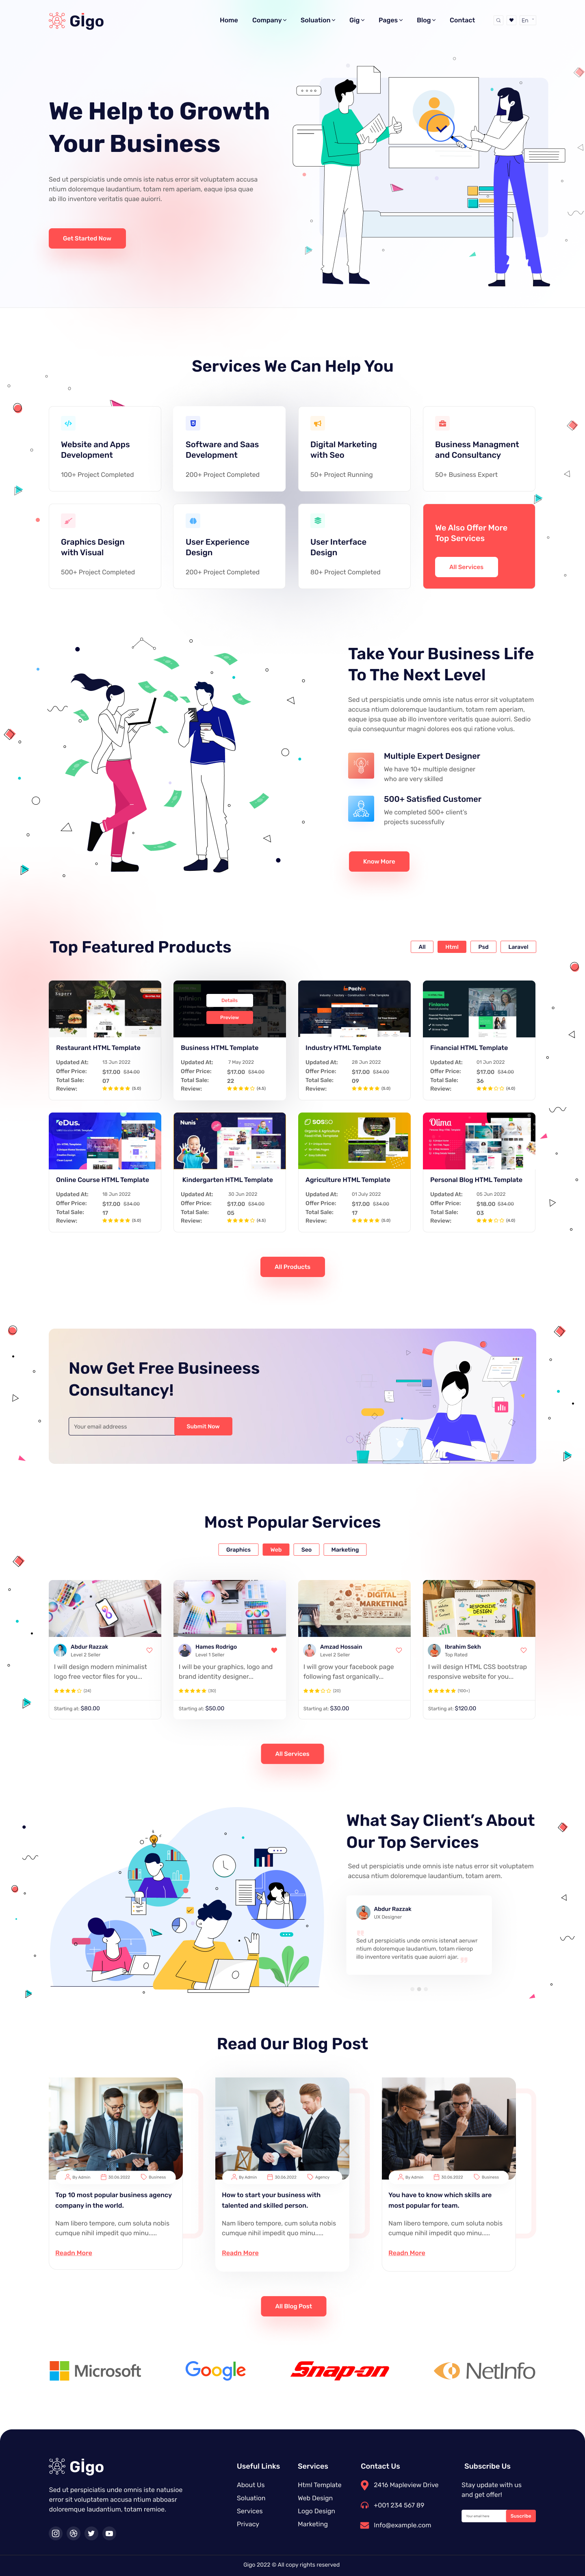 Gigo
Home Company Soluation Gig Pages Blog Contact En
We Help to Growth
Your Business
Sed ut perspiciatis unde omnis iste natus error sit voluptatem accusa
ntium doloremque laudantium, totam rem aperiam, eaque ipsa quae
ab illo inventore veritatis quae auiorri.
Get Started Now
Services We Can Help You
Website and Apps
Development
100+ Project Completed
Software and Saas
Development
200+ Project Completed
Digital Marketing
with Seo
50+ Project Running
Business Managment
and Consultancy
50+ Business Expert
Graphics Design
with Visual
500+ Project Completed
User Experience
Design
200+ Project Completed
User Interface
Design
80+ Project Completed
We Also Offer More
Top Services
All Services
Take Your Business Life
To The Next Level
Sed ut perspiciatis unde omnis iste natus error sit voluptatem
accusa ntium doloremque laudantium, totam rem aperiam,
eaque ipsa quae ab illo inventore veritatis quae auiorri. Sedio
quia consequuntur magni dolores eos qui ratione volus.
Multiple Expert Designer
We have 10+ multiple designer
who are very skilled
500+ Satisfied Customer
We completed 500+ client's
projects sucessfully
Know More
Top Featured Products
All Html Psd Laravel
Restaurant HTML Template
Updated At: 13 Jun 2022
Offer Price: $17.00 $34.00
Total Sale: 07
Review: (5.0)
Details
Preview
Business HTML Template
Updated At: 7 May 2022
Offer Price: $17.00 $34.00
Total Sale: 22
Review: (4.0)
Pachin
Industry HTML Template
Updated At: 28 Jun 2022
Offer Price: $17.00 $34.00
Total Sale: 09
Review: (5.0)
Finlance
Financial HTML Template
Updated At: 01 Jun 2022
Offer Price: $17.00 $34.00
Total Sale: 36
Review: (4.0)
eDus.
Online Course HTML Template
Updated At: 18 Jun 2022
Offer Price: $17.00 $34.00
Total Sale: 17
Review: (5.0)
Nunis
Kindergarten HTML Template
Updated At: 30 Jun 2022
Offer Price: $17.00 $34.00
Total Sale: 05
Review: (4.0)
Agriculture HTML Template
Updated At: 01 July 2022
Offer Price: $17.00 $34.00
Total Sale: 17
Review: (5.0)
Olima
Personal Blog HTML Template
Updated At: 05 Jun 2022
Offer Price: $18.00 $34.00
Total Sale: 03
Review: (4.0)
All Products
Now Get Free Busineess
Consultancy!
Your email addreess
Submit Now
Most Popular Services
Graphics Web Seo Marketing
Abdur Razzak
Level 2 Seller
I will design modern minimalist
logo free vector files for you...
Starting at: $80.00
Hames Rodrigo
Level 1 Seller
I will be your graphics, logo and
brand identity designer...
Starting at: $50.00
DIGITAL
MARKETING
Amzad Hossain
Level 2 Seller
I will grow your facebook page
following fast organically...
Starting at: $30.00
RESPONSIVE
DESIGN
Ibrahim Sekh
Top Rated
I will design HTML CSS bootstrap
responsive website for you...
Starting at: $120.00
All Services
What Say Client's About
Our Top Services
Sed ut perspiciatis unde omnis iste natus error sit voluptatem
accusa ntium doloremque laudantium, totam arem.
Abdur Razzak
UX Designer
Sed ut perspiciatis unde omnis istenat aeruwr
ntium doloremque laudantium, totam riierop
illo inventore veritatis quae auiorri ajar.
Read Our Blog Post
By Admin 30.06.2022 Business
Top 10 most popular business agency
company in the world.
Nam libero tempore, cum soluta nobis
cumque nihil impedit quo minu.....
Readn More
By Admin 30.06.2022 Agency
How to start your business with
talented and skilled person.
Nam libero tempore, cum soluta nobis
cumque nihil impedit quo minu.....
Readn More
By Admin 30.06.2022 Business
You have to know which skills are
most popular for team.
Nam libero tempore, cum soluta nobis
cumque nihil impedit quo minu.....
Readn More
All Blog Post
Microsoft Google Snap-on NetInfo
Gigo
Sed ut perspiciatis unde omnis iste natusioe
error sit voluptatem accusa ntium abboasr
doloremque laudantium, totam remioe.
Useful Links
About Us
Soluation
Services
Privacy
Services
Html Template
Web Design
Logo Design
Marketing
Contact Us
2416 Mapleview Drive
+001 234 567 89
Info@example.com
Subscribe Us
Stay update with us
and get offer!
Your email here
Suscribe
Gigo 2022 © All copy rights reserved